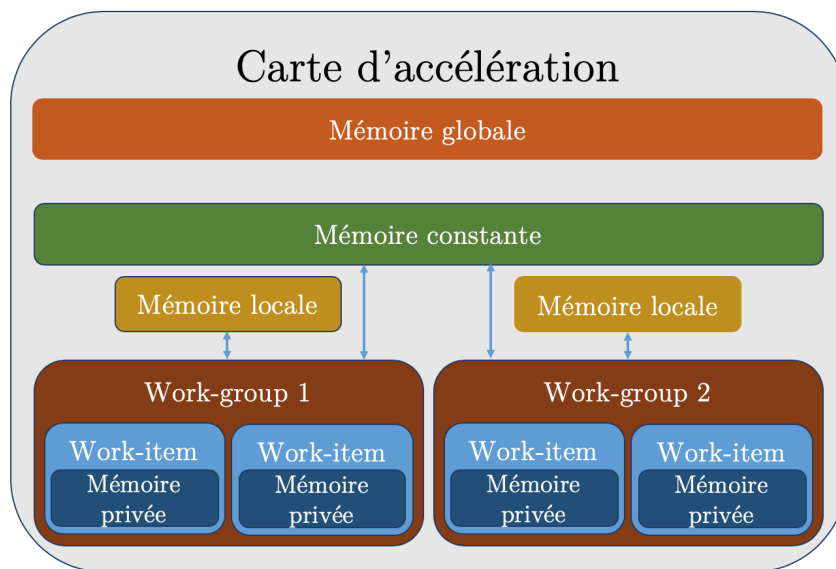 Carte d'accélération
Mémoire globale
Mémoire constante
Mémoire locale
Mémoire locale
Work-group 1
Work-group 2
Work-item
Work-item
Work-item
Work-item
Mémoire
privée
Mémoire
privée
Mémoire
privée
Mémoire
privée